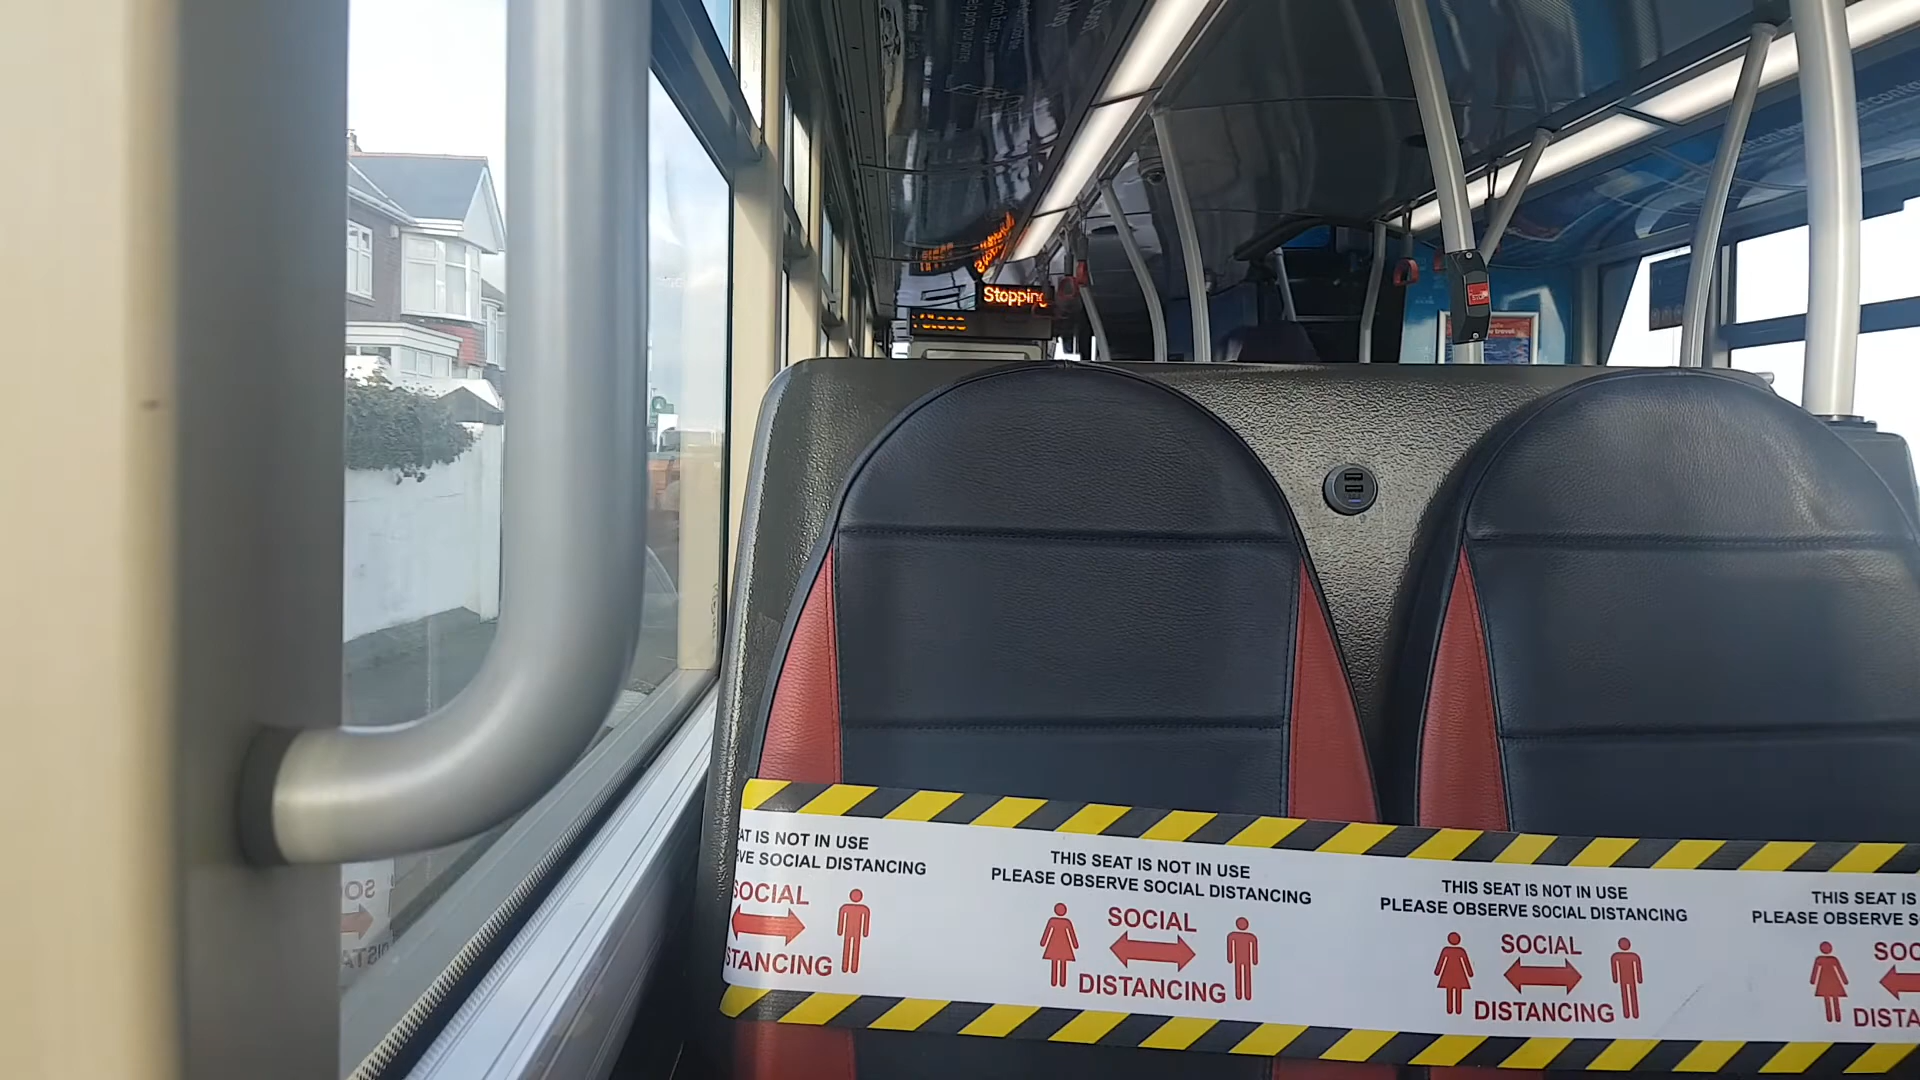 Stopping
Close
STOP
AT IS NOT IN USE
VE SOCIAL DISTANCING
SOCIAL
STANCING
THIS SEAT IS NOT IN USE
PLEASE OBSERVE SOCIAL DISTANCING
SOCIAL
DISTANCING
THIS SEAT IS NOT IN USE
PLEASE OBSERVE SOCIAL DISTANCING
SOCIAL
DISTANCING
THIS SEAT IS
PLEASE OBSERVE S
SOC
DISTA